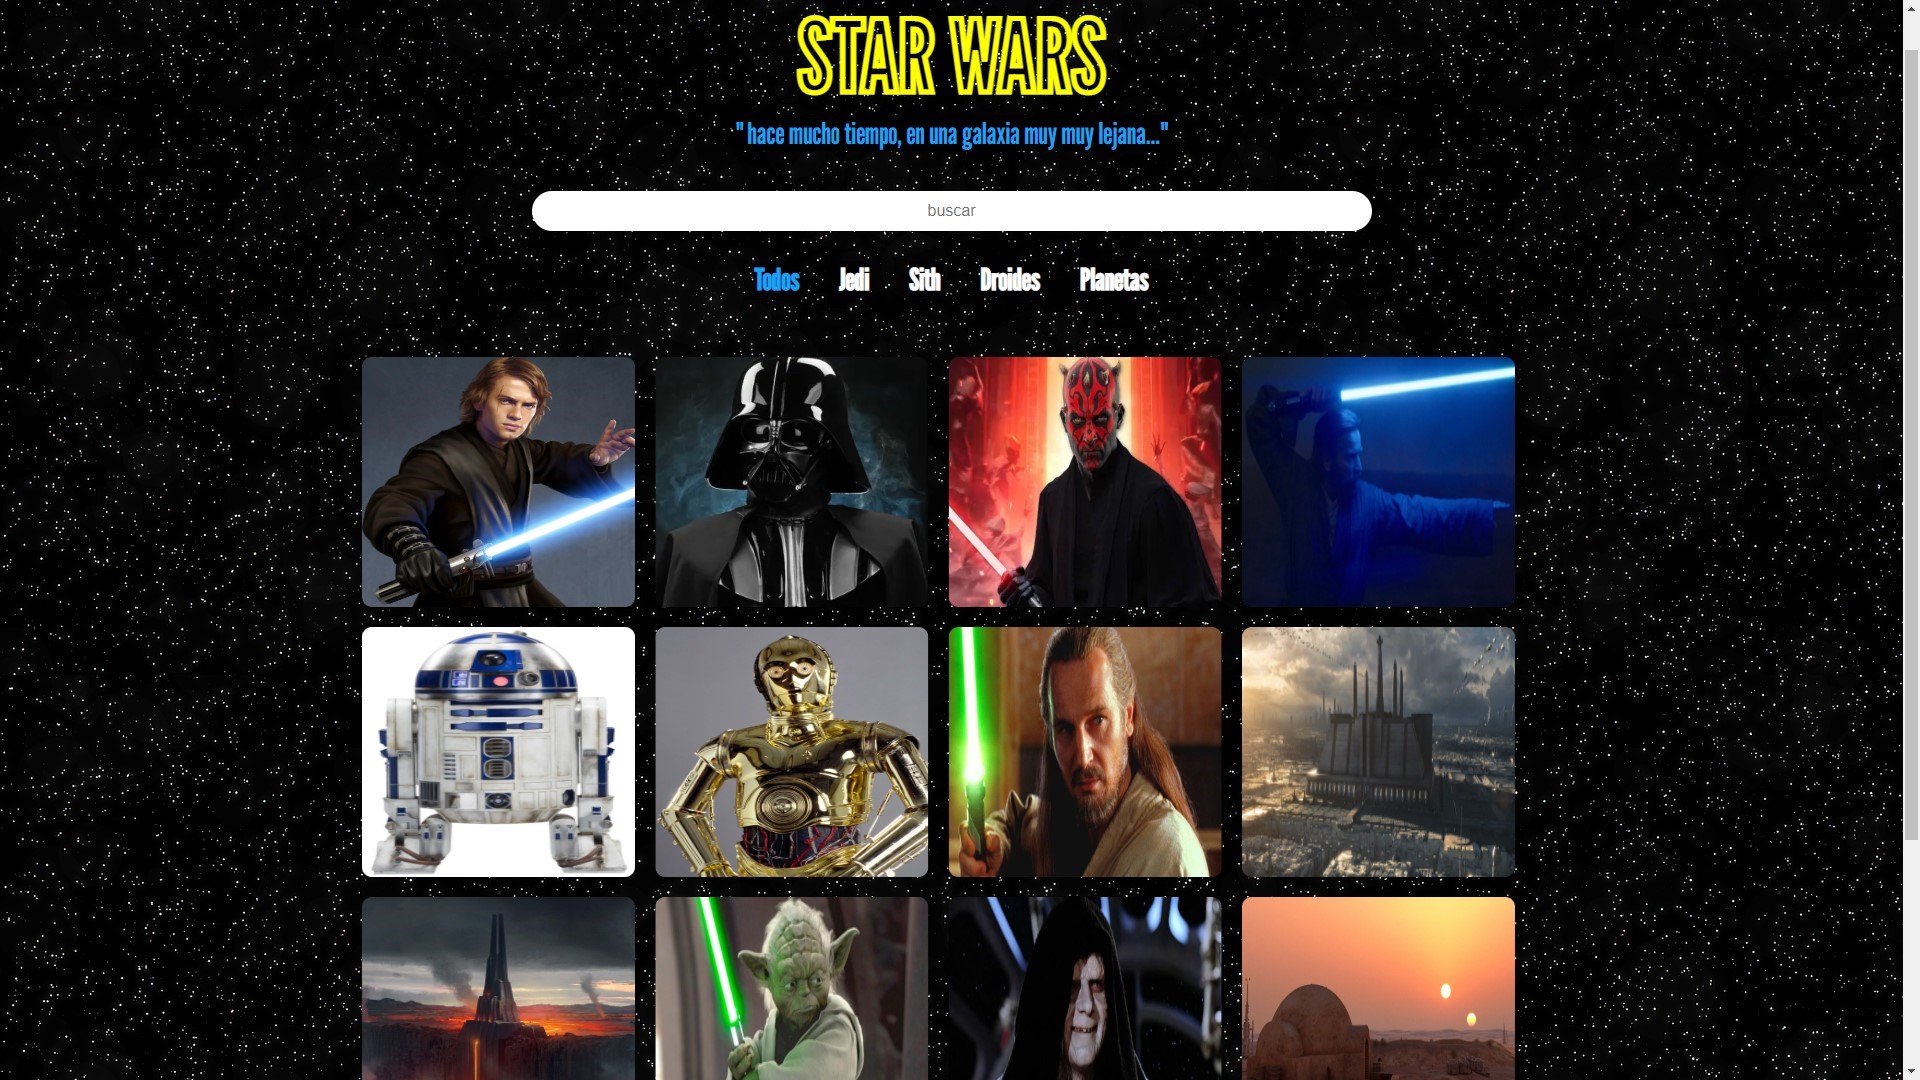 STAR WARS
" hace mucho tiempo, en una galaxia muy muy lejana..."
buscar
Todos Jedi Sith Droides Planetas